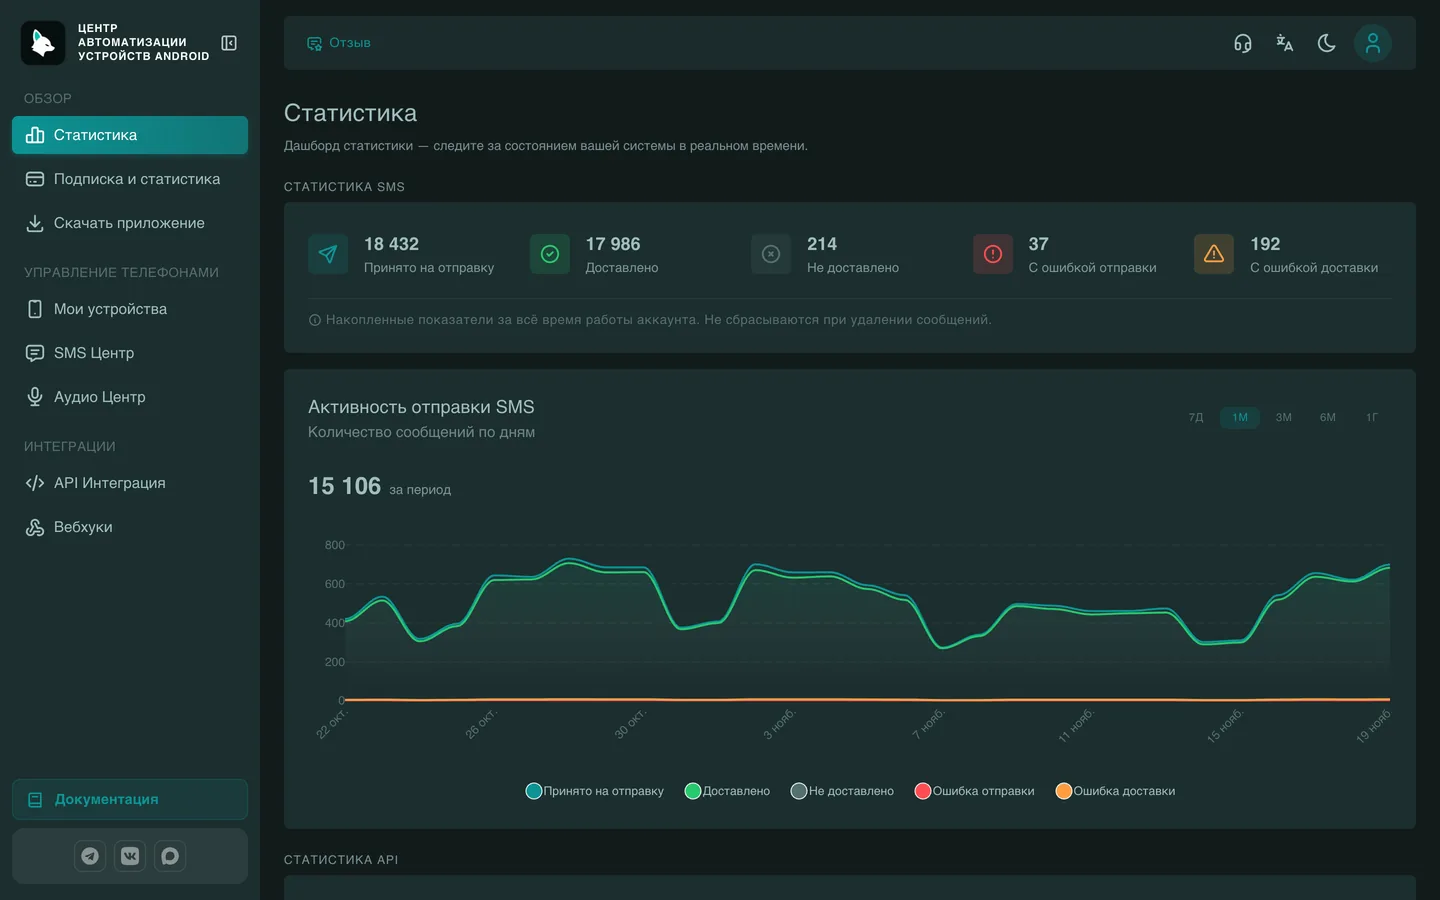 ЦЕНТР
АВТОМАТИЗАЦИИ
УСТРОЙСТВ ANDROID
ОБЗОР
Статистика
Подписка и статистика
Скачать приложение
УПРАВЛЕНИЕ ТЕЛЕФОНАМИ
Мои устройства
SMS Центр
Аудио Центр
ИНТЕГРАЦИИ
API Интеграция
Вебхуки
Документация
Отзыв
Статистика
Дашборд статистики — следите за состоянием вашей системы в реальном времени.
СТАТИСТИКА SMS
18 432
Принято на отправку
17 986
Доставлено
214
Не доставлено
37
С ошибкой отправки
192
С ошибкой доставки
Накопленные показатели за всё время работы аккаунта. Не сбрасываются при удалении сообщений.
Активность отправки SMS
Количество сообщений по дням
7Д 1М 3М 6М 1Г
15 106 за период
800
600
400
200
0
22 окт. 26 окт. 30 окт. 3 нояб. 7 нояб. 11 нояб. 15 нояб. 19 нояб.
Принято на отправку Доставлено Не доставлено Ошибка отправки Ошибка доставки
СТАТИСТИКА API